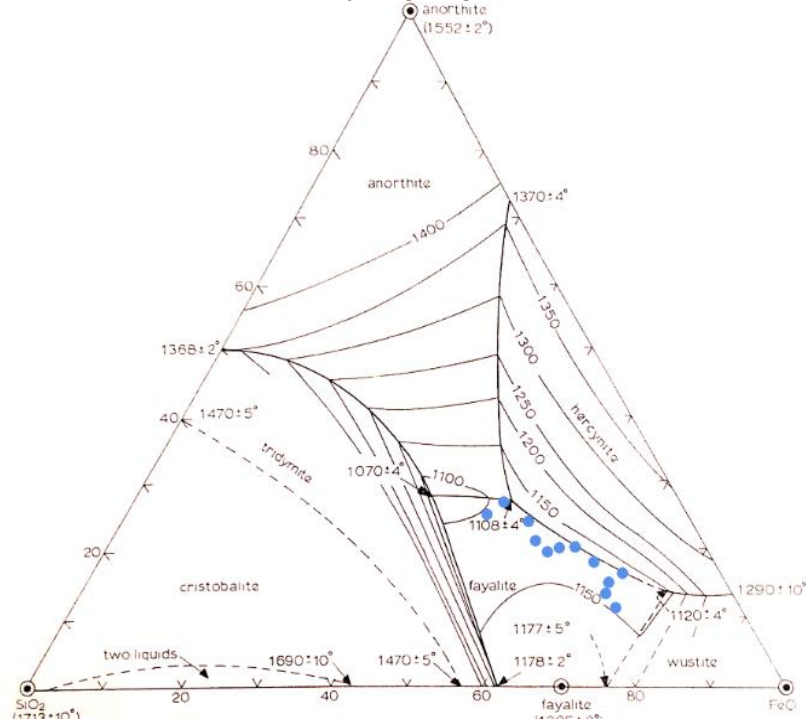 anorthite
(1552±2°)
80
anorthite
1370±4°
1400
60
1350
1368±2°
1300
40
1470±5°
1250
hercynite
tridymite
1200
1070±4°
1100
1150
1108±4°
20
cristobalite
fayalite
1150
1290±10°
1120±4°
1177±5°
two liquids
1690±10°
1470±5°
1178±2°
wustite
SiO₂
20
40
60
fayalite
80
FeO
(1713±10°)